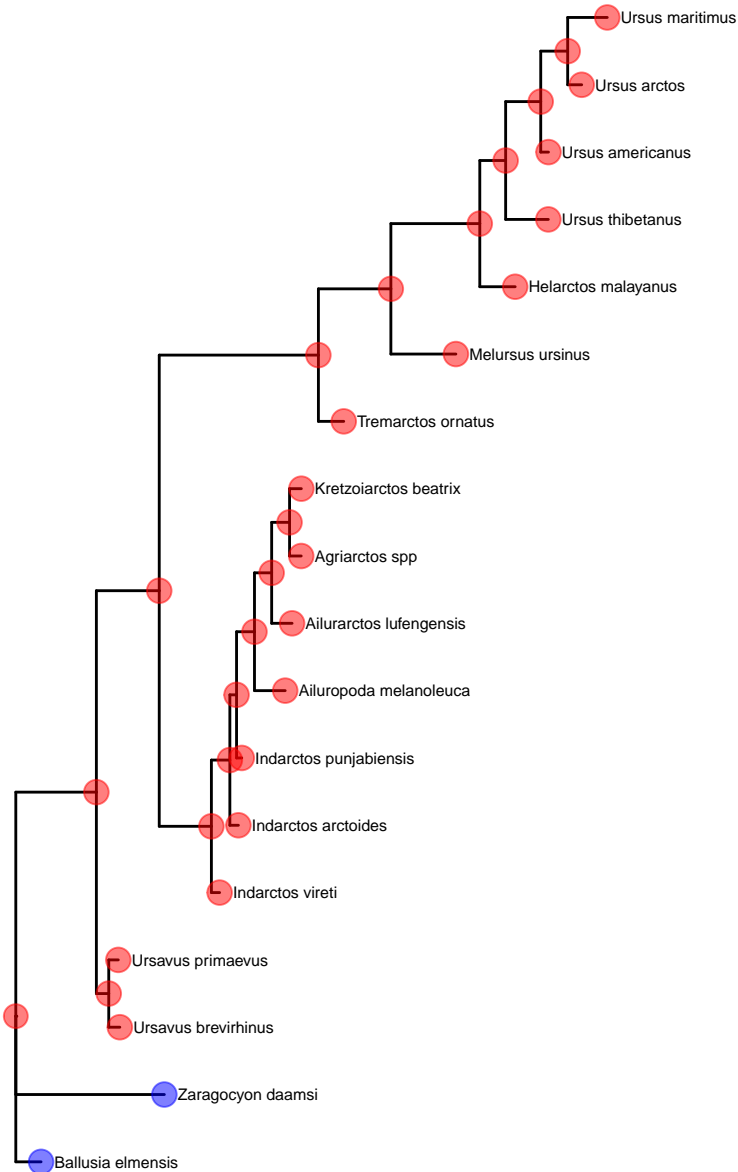 Ursus maritimus
Ursus arctos
Ursus americanus
Ursus thibetanus
Helarctos malayanus
Melursus ursinus
Tremarctos ornatus
Kretzoiarctos beatrix
Agriarctos spp
Ailurarctos lufengensis
Ailuropoda melanoleuca
Indarctos punjabiensis
Indarctos arctoides
Indarctos vireti
Ursavus primaevus
Ursavus brevirhinus
Zaragocyon daamsi
Ballusia elmensis